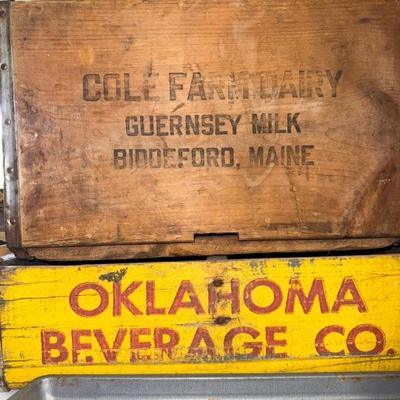 COLE FARM DAIRY
GUERNSEY MILK
BIDDEFORD, MAINE
OKLAHOMA
BEVERAGE CO.